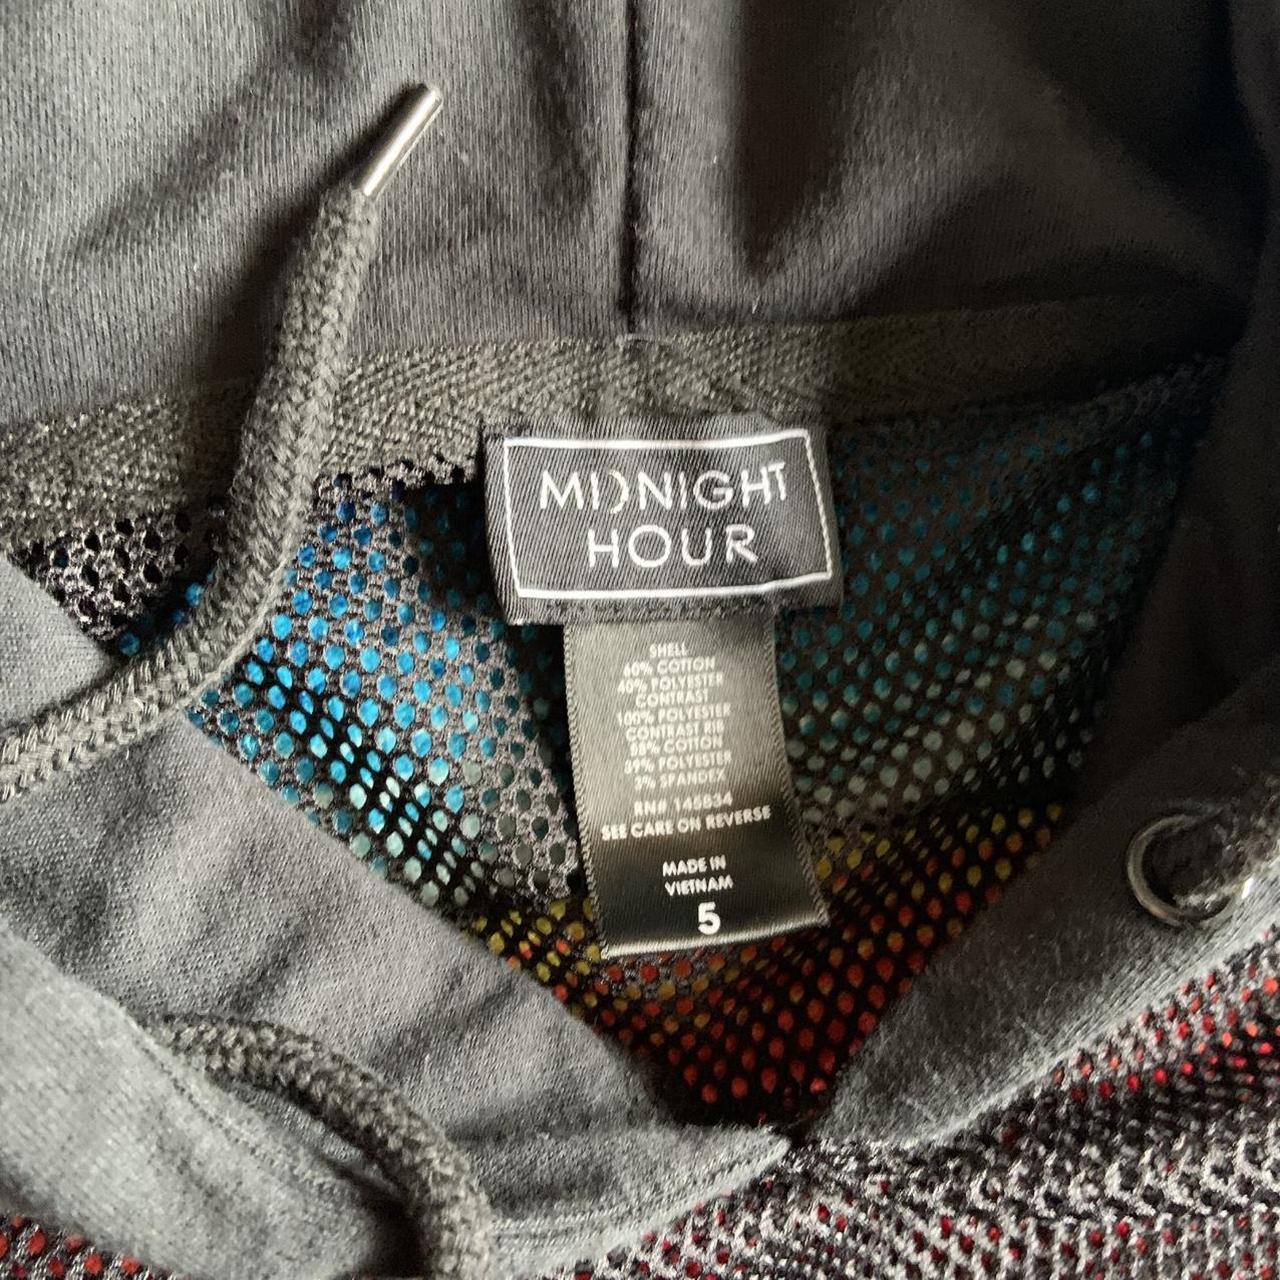 MIDNIGHT
HOUR
SHELL
60% COTTON
40% POLYESTER
CONTRAST
100% POLYESTER
CONTRAST RIB
58% COTTON
39% POLYESTER
3% SPANDEX
RN# 145834
SEE CARE ON REVERSE
MADE IN
VIETNAM
5